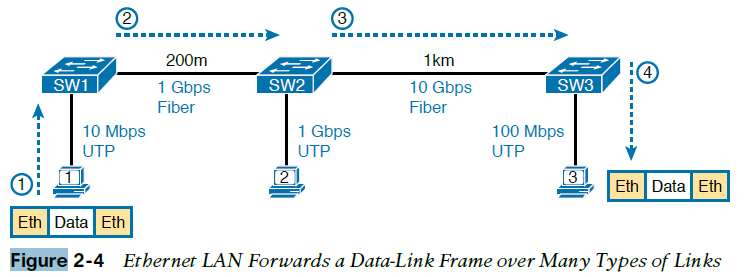 2
3
200m
1km
SW1
1 Gbps
Fiber
SW2
10 Gbps
Fiber
SW3
4
10 Mbps
UTP
1 Gbps
UTP
100 Mbps
UTP
1
1
2
3
Eth Data Eth
Eth Data Eth
Figure 2-4 Ethernet LAN Forwards a Data-Link Frame over Many Types of Links